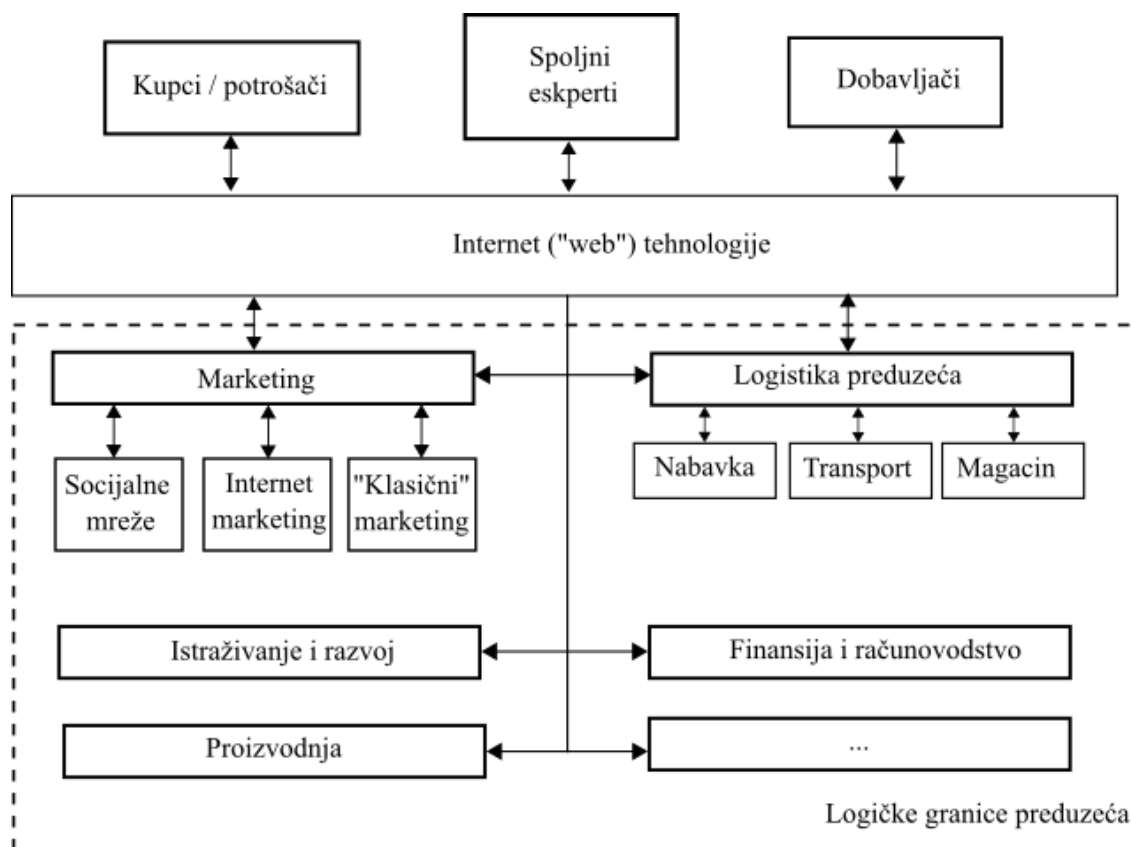 Kupci / potrošači
Spoljni
eskperti
Dobavljači
Internet ("web") tehnologije
Marketing
Logistika preduzeća
Socijalne
mreže
Internet
marketing
"Klasični"
marketing
Nabavka
Transport
Magacin
Istraživanje i razvoj
Finansija i računovodstvo
Proizvodnja
...
Logičke granice preduzeća